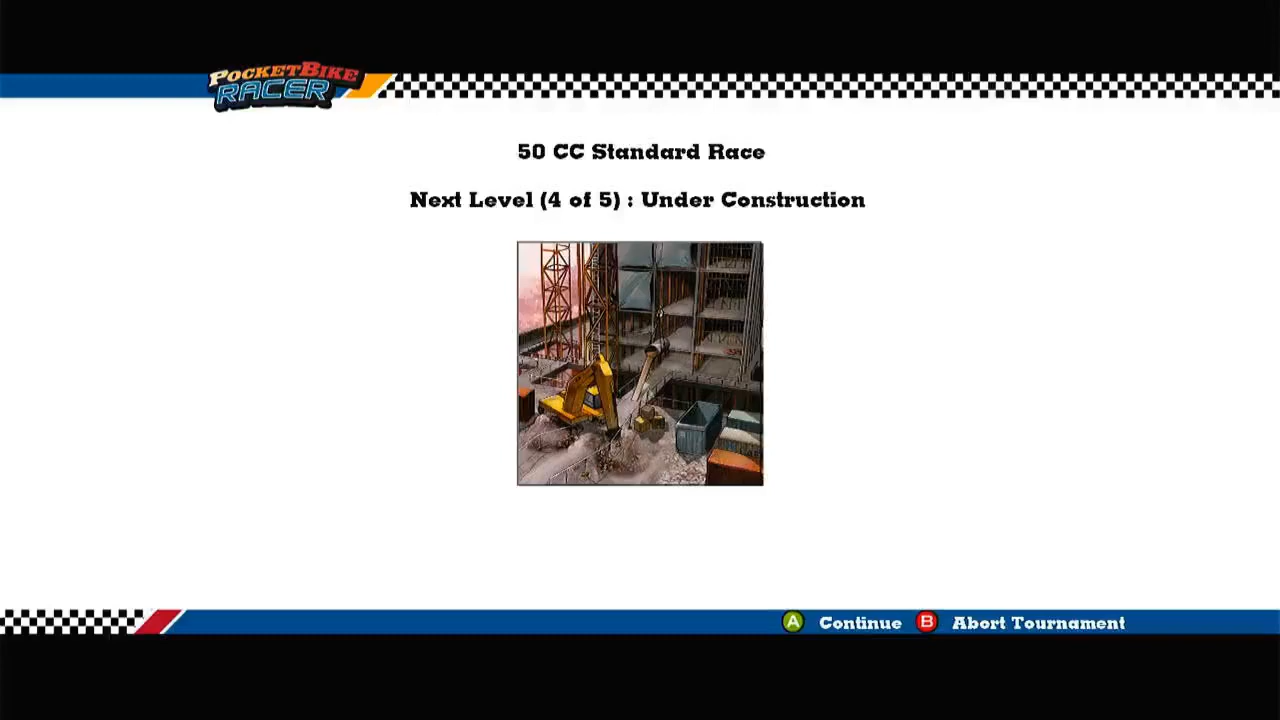 POCKETBIKE
RACER
50 CC Standard Race
Next Level (4 of 5) : Under Construction
A Continue B Abort Tournament